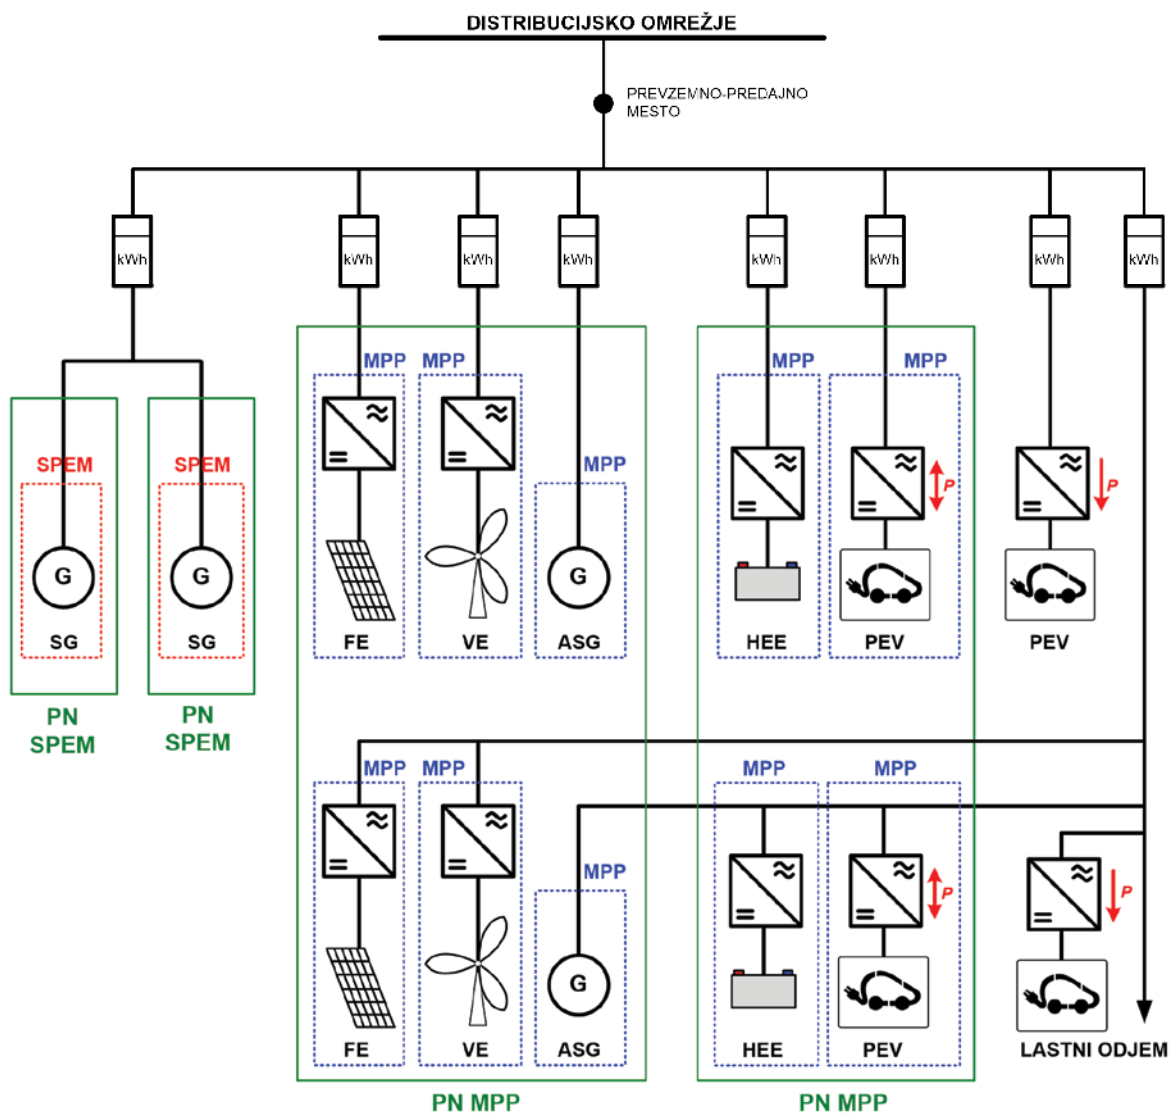 DISTRIBUCIJSKO OMREŽJE
PREVZEMNO-PREDAJNO
MESTO
kWh
kWh
kWh
kWh
kWh
kWh
kWh
kWh
MPP
MPP
MPP
MPP
SPEM
SPEM
MPP
P
P
G
G
G
SG
SG
FE
VE
ASG
HEE
PEV
PEV
PN
SPEM
PN
SPEM
MPP
MPP
MPP
MPP
MPP
P
P
G
FE
VE
ASG
HEE
PEV
LASTNI ODJEM
PN MPP
PN MPP